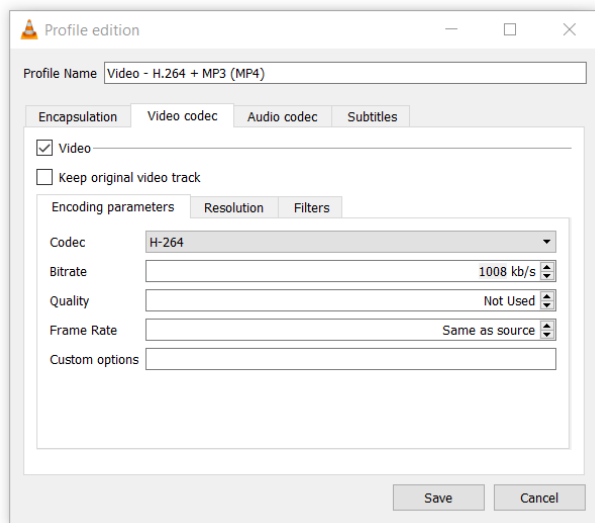 Profile edition
Profile Name Video - H.264 + MP3 (MP4)
Encapsulation Video codec Audio codec Subtitles
Video
Keep original video track
Encoding parameters Resolution Filters
Codec H-264
Bitrate 1008 kb/s
Quality Not Used
Frame Rate Same as source
Custom options
Save Cancel